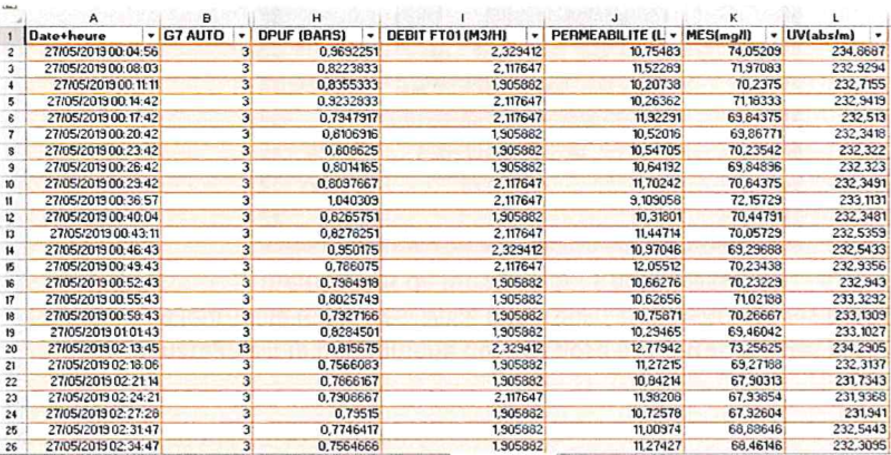 A B H I J K L
1 Date+heure G7 AUTO DPUF (BARS) DEBIT FT01 (M3/H) PERMEABILITE (L MES(mg/l) UV(abs/m)
2 27/05/2019 00:04:56 3 0,9692251 2,329412 10,75483 74,05209 234,8687
3 27/05/2019 00:08:03 3 0,8223833 2,117647 11,52289 71,97083 232,9294
4 27/05/2019 00:11:11 3 0,8355333 1,905882 10,20738 70,2375 232,7155
5 27/05/2019 00:14:42 3 0,9232833 2,117647 10,26362 71,18333 232,9419
6 27/05/2019 00:17:42 3 0,7947917 2,117647 11,92291 69,84375 232,513
7 27/05/2019 00:20:42 3 0,8106916 1,905882 10,52016 69,86771 232,3418
8 27/05/2019 00:23:42 3 0,808625 1,905882 10,54705 70,23542 232,322
9 27/05/2019 00:26:42 3 0,8014165 1,905882 10,64192 69,84896 232,323
10 27/05/2019 00:29:42 3 0,8097667 2,117647 11,70242 70,64375 232,3491
11 27/05/2019 00:36:57 3 1,040309 2,117647 9,109058 72,15729 233,1131
12 27/05/2019 00:40:04 3 0,8265751 1,905882 10,31801 70,44791 232,3481
13 27/05/2019 00:43:11 3 0,8278251 2,117647 11,44714 70,05729 232,5359
14 27/05/2019 00:46:43 3 0,950175 2,329412 10,97046 69,29688 232,5433
15 27/05/2019 00:49:43 3 0,786075 2,117647 12,05512 70,23438 232,9356
16 27/05/2019 00:52:43 3 0,7984918 1,905882 10,66276 70,23229 232,943
17 27/05/2019 00:55:43 3 0,8025749 1,905882 10,62656 71,02188 233,3292
18 27/05/2019 00:58:43 3 0,7927166 1,905882 10,75871 70,26667 233,1309
19 27/05/2019 01:01:43 3 0,8284501 1,905882 10,29465 69,46042 233,1027
20 27/05/2019 02:13:45 13 0,815675 2,329412 12,77942 73,25625 234,2905
21 27/05/2019 02:18:06 3 0,7566083 1,905882 11,27215 69,27188 232,3137
22 27/05/2019 02:21:14 3 0,7866167 1,905882 10,84214 67,90313 231,7343
23 27/05/2019 02:24:21 3 0,7908667 2,117647 11,98208 67,93854 231,9368
24 27/05/2019 02:27:28 3 0,79515 1,905882 10,72578 67,92604 231,941
25 27/05/2019 02:31:47 3 0,7746417 1,905882 11,00974 68,88646 232,5443
26 27/05/2019 02:34:47 3 0,7564666 1,905882 11,27427 68,46146 232,3095